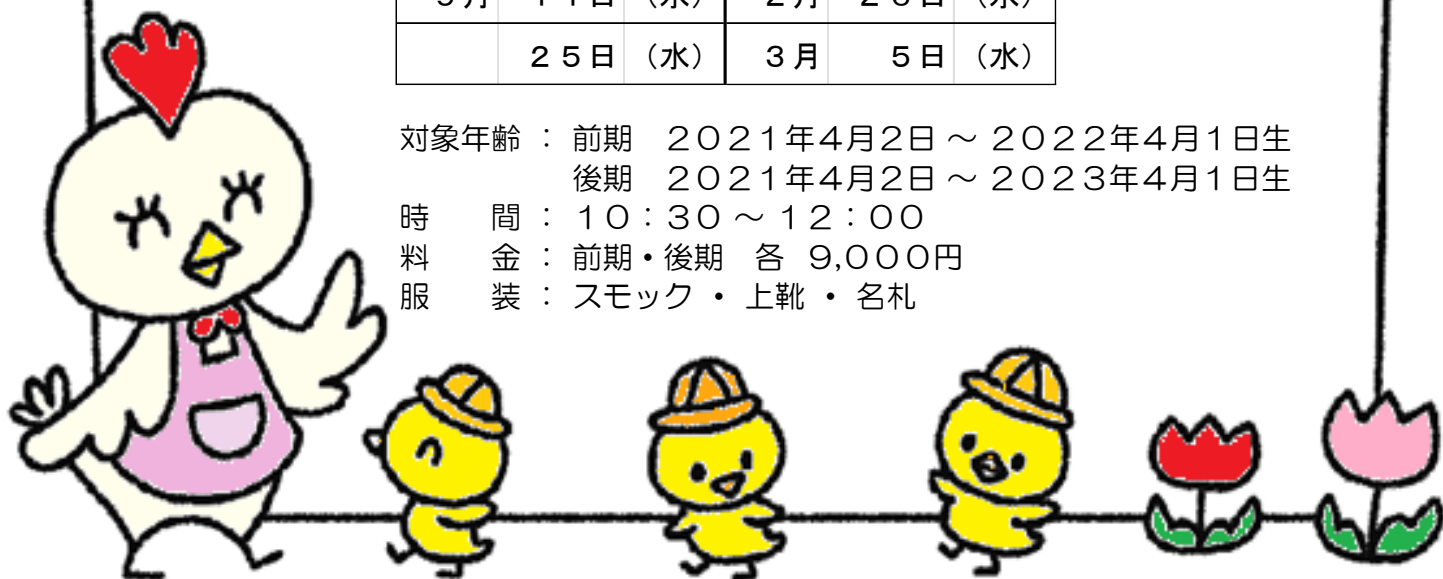 ２５日 （水） ３月 ５日 （水）
対象年齢 ： 前期 ２０２１年４月２日 ～ ２０２２年４月１日生
後期 ２０２１年４月２日 ～ ２０２３年４月１日生
時　　間 ： １０：３０ ～ １２：００
料　　金 ： 前期・後期 各 9,０００円
服　　装 ： スモック ・ 上靴 ・ 名札